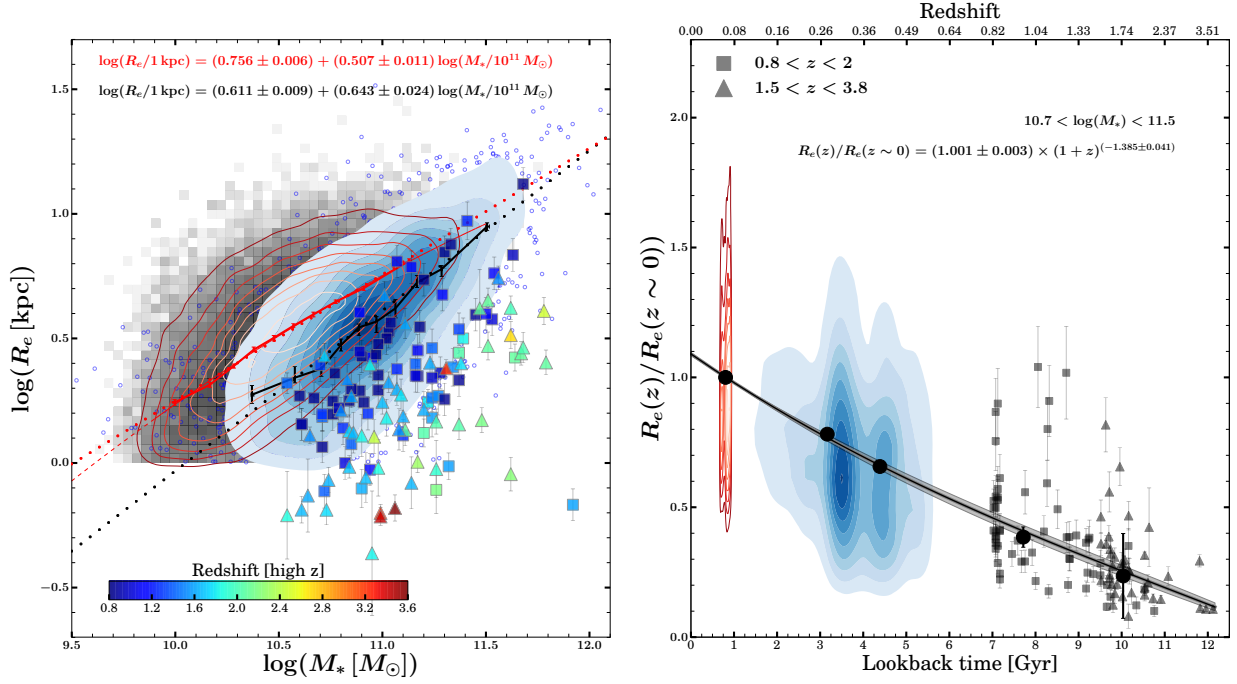 log(R_e/1 kpc) = (0.756 ± 0.006) + (0.507 ± 0.011) log(M_*/10^11 M_⊙)
log(R_e/1 kpc) = (0.611 ± 0.009) + (0.643 ± 0.024) log(M_*/10^11 M_⊙)
log(R_e [kpc])
1.5
1.0
0.5
0.0
−0.5
Redshift [high z]
0.8 1.2 1.6 2.0 2.4 2.8 3.2 3.6
9.5 10.0 10.5 11.0 11.5 12.0
log(M_* [M_⊙])
Redshift
0.00 0.08 0.16 0.26 0.36 0.49 0.64 0.82 1.04 1.33 1.74 2.37 3.51
0.8 < z < 2
1.5 < z < 3.8
10.7 < log(M_*) < 11.5
R_e(z)/R_e(z ∼ 0) = (1.001 ± 0.003) × (1 + z)^(−1.385±0.041)
R_e(z)/R_e(z ∼ 0))
2.0
1.5
1.0
0.5
0.0
0 1 2 3 4 5 6 7 8 9 10 11 12
Lookback time [Gyr]